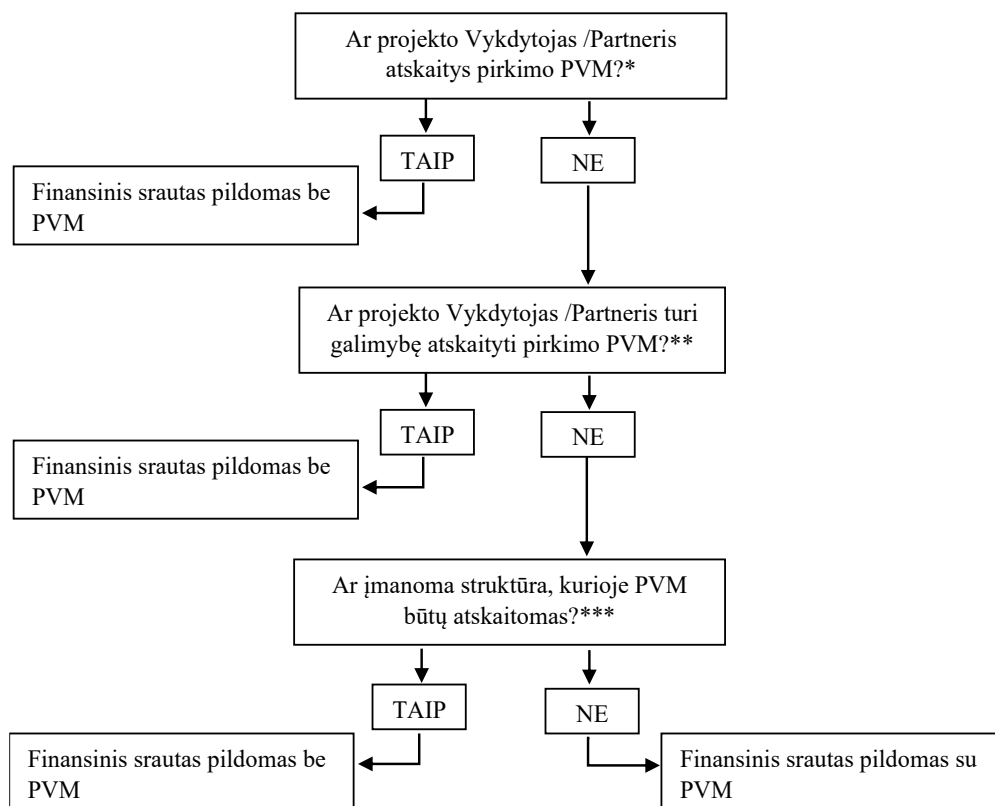 Ar projekto Vykdytojas /Partneris
atskaitys pirkimo PVM?*
TAIP
NE
Finansinis srautas pildomas be
PVM
Ar projekto Vykdytojas /Partneris turi
galimybę atskaityti pirkimo PVM?**
TAIP
NE
Finansinis srautas pildomas be
PVM
Ar įmanoma struktūra, kurioje PVM
būtų atskaitomas?***
TAIP
NE
Finansinis srautas pildomas be
PVM
Finansinis srautas pildomas su
PVM